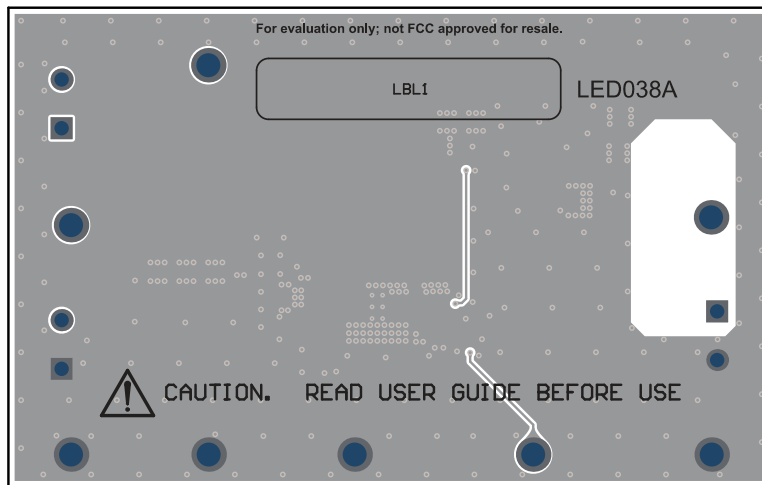 For evaluation only; not FCC approved for resale.
LBL1
LED038A
CAUTION. READ USER GUIDE BEFORE USE